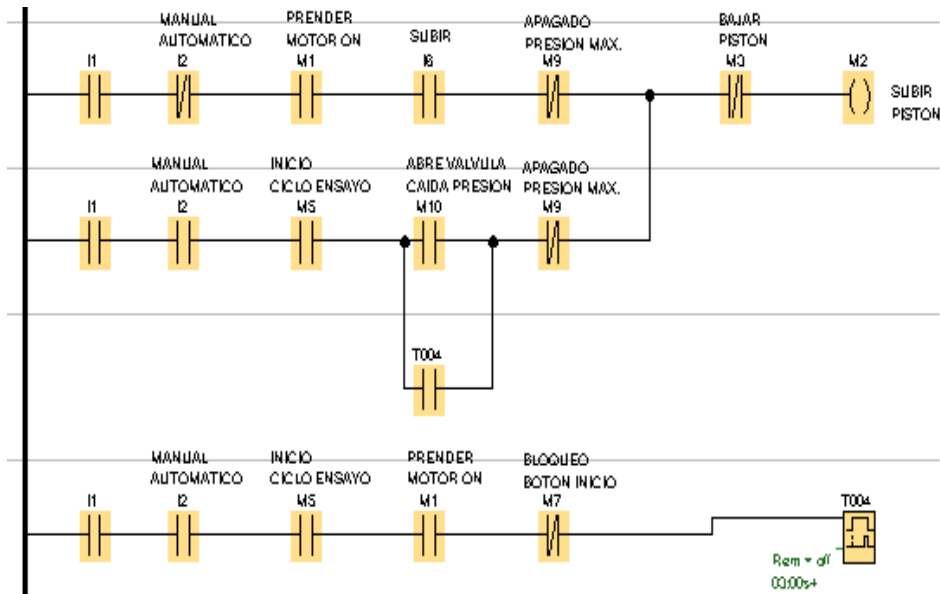 MANUAL
AUTOMATICO
PRENDER
MOTOR ON
SUBIR
APAGADO
PRESION MAX.
BAJAR
PISTON
I1
I2
M1
I6
M9
M3
M2
SUBIR
PISTON
MANUAL
AUTOMATICO
INICIO
CICLO ENSAYO
ABRE VALVULA
CAIDA PRESION
APAGADO
PRESION MAX.
I1
I2
M5
M10
M9
T004
MANUAL
AUTOMATICO
INICIO
CICLO ENSAYO
PRENDER
MOTOR ON
BLOQUEO
BOTON INICIO
I1
I2
M5
M1
M7
T004
Rem = off
03:00s+